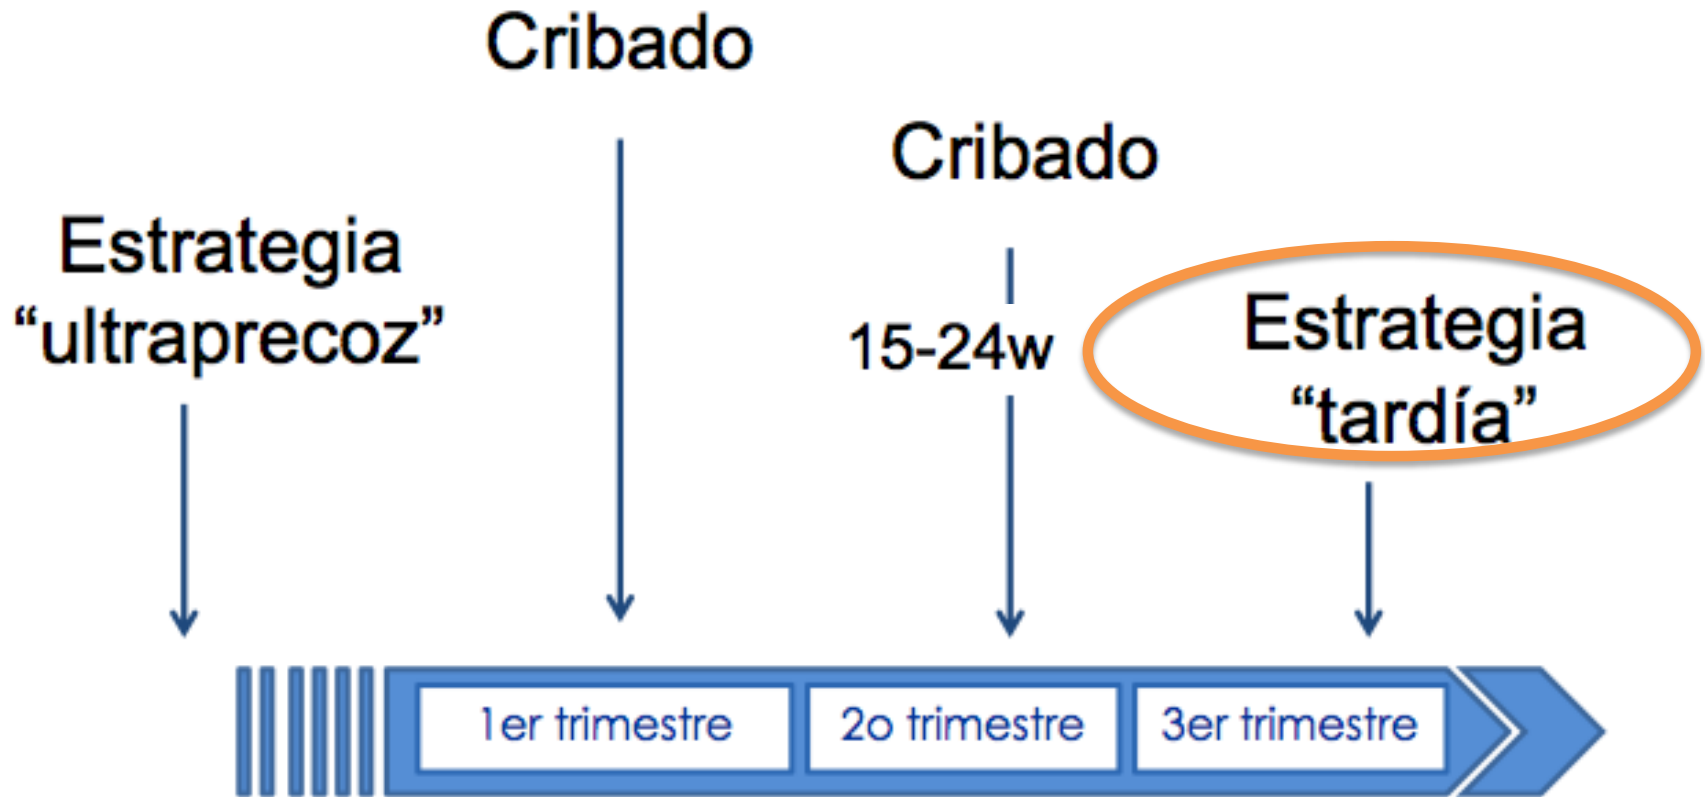 Cribado
Cribado
Estrategia
“ultraprecoz”
15-24w
Estrategia
“tardía”
1er trimestre
2o trimestre
3er trimestre